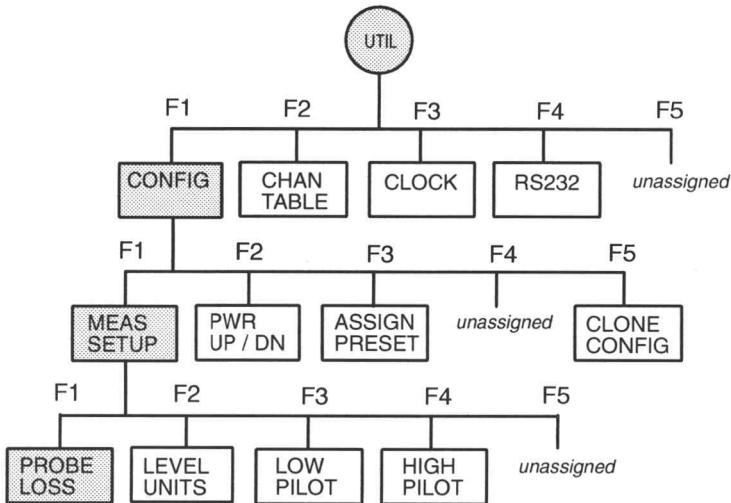 UTIL
F1 F2 F3 F4 F5
CONFIG
CHAN
TABLE
CLOCK
RS232
unassigned
F1 F2 F3 F4 F5
MEAS
SETUP
PWR
UP / DN
ASSIGN
PRESET
unassigned
CLONE
CONFIG
F1 F2 F3 F4 F5
PROBE
LOSS
LEVEL
UNITS
LOW
PILOT
HIGH
PILOT
unassigned